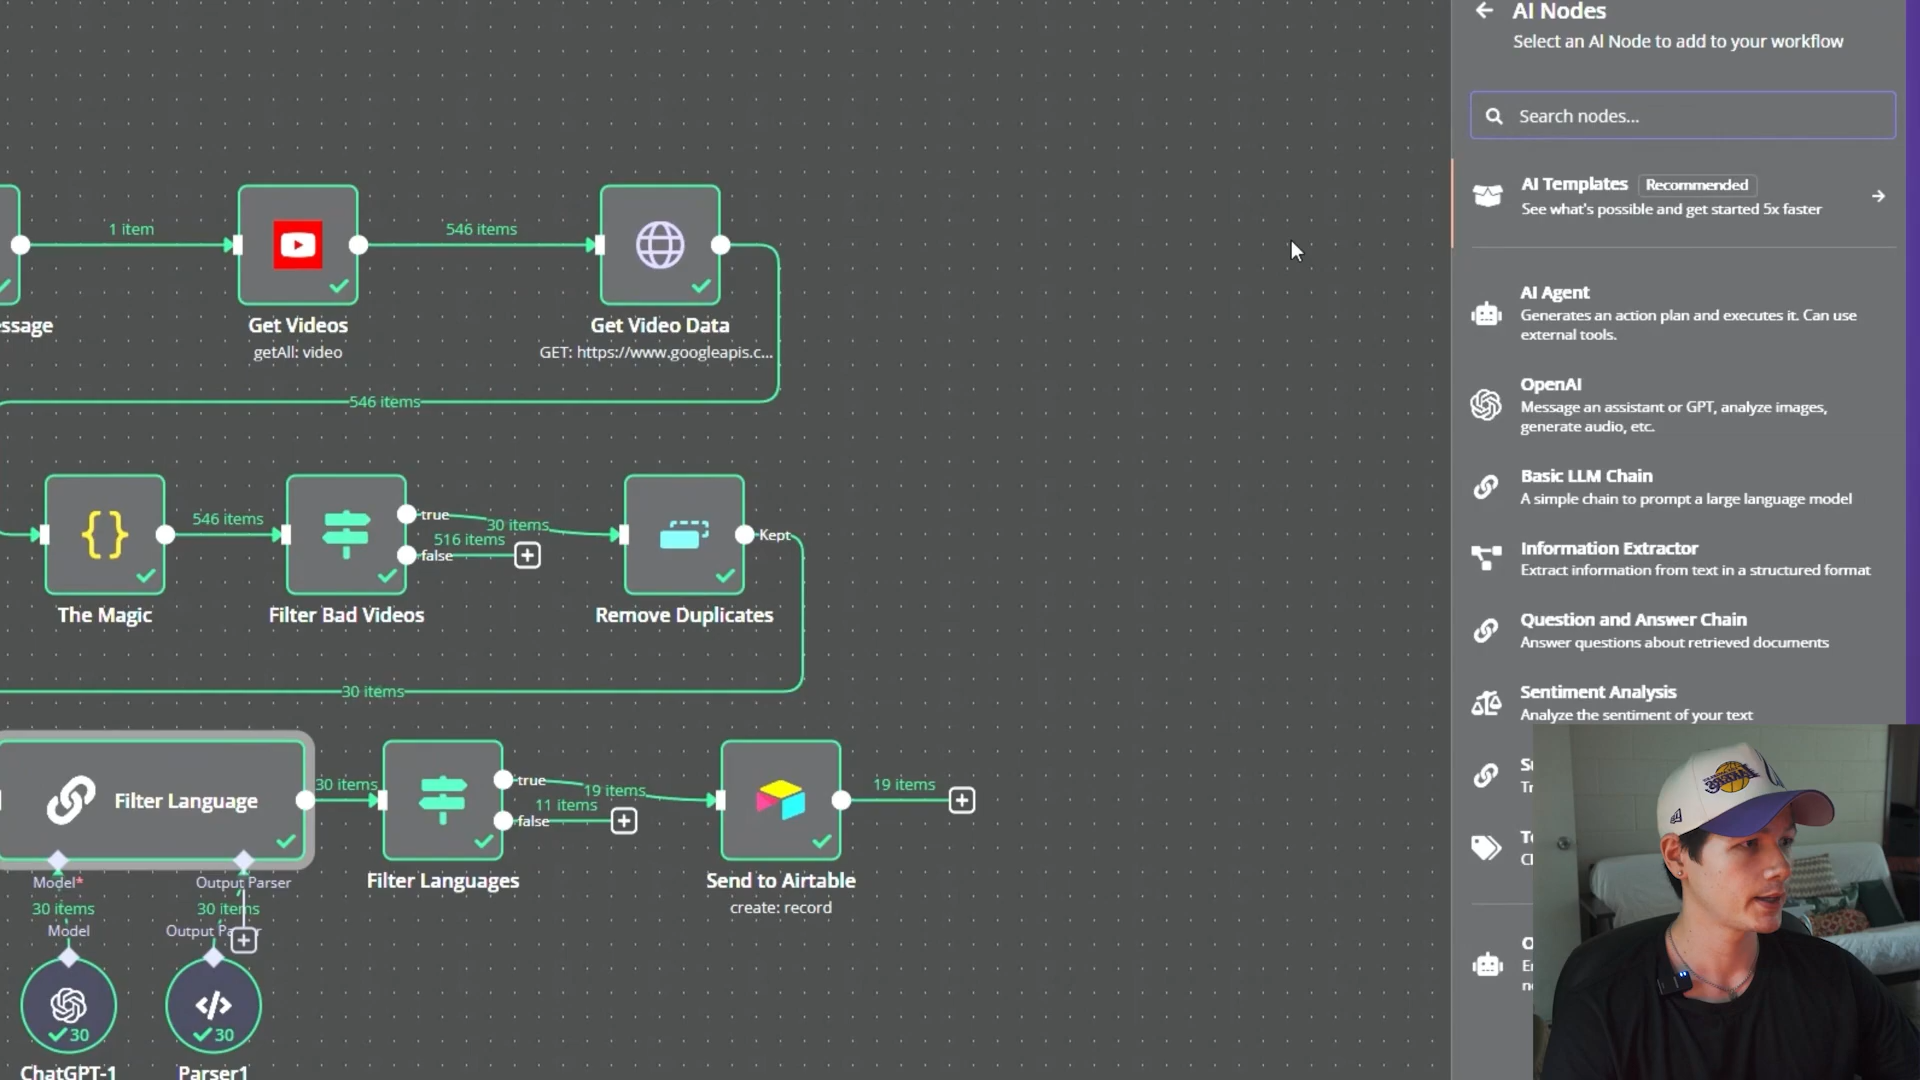 AI Nodes
Select an AI Node to add to your workflow
Search nodes...
AI Templates Recommended
See what's possible and get started 5x faster
AI Agent
Generates an action plan and executes it. Can use
external tools.
OpenAI
Message an assistant or GPT, analyze images,
generate audio, etc.
Basic LLM Chain
A simple chain to prompt a large language model
Information Extractor
Extract information from text in a structured format
Question and Answer Chain
Answer questions about retrieved documents
Sentiment Analysis
Analyze the sentiment of your text
1 item
546 items
ssage
Get Videos
getAll: video
Get Video Data
GET: https://www.googleapis.c...
546 items
546 items
true
30 items
516 items
false
Kept
The Magic
Filter Bad Videos
Remove Duplicates
30 items
Filter Language
30 items
true
19 items
11 items
false
19 items
Model*
Output Parser
30 items
30 items
Model
Filter Languages
Send to Airtable
create: record
30
30
ChatGPT-1
Parser1